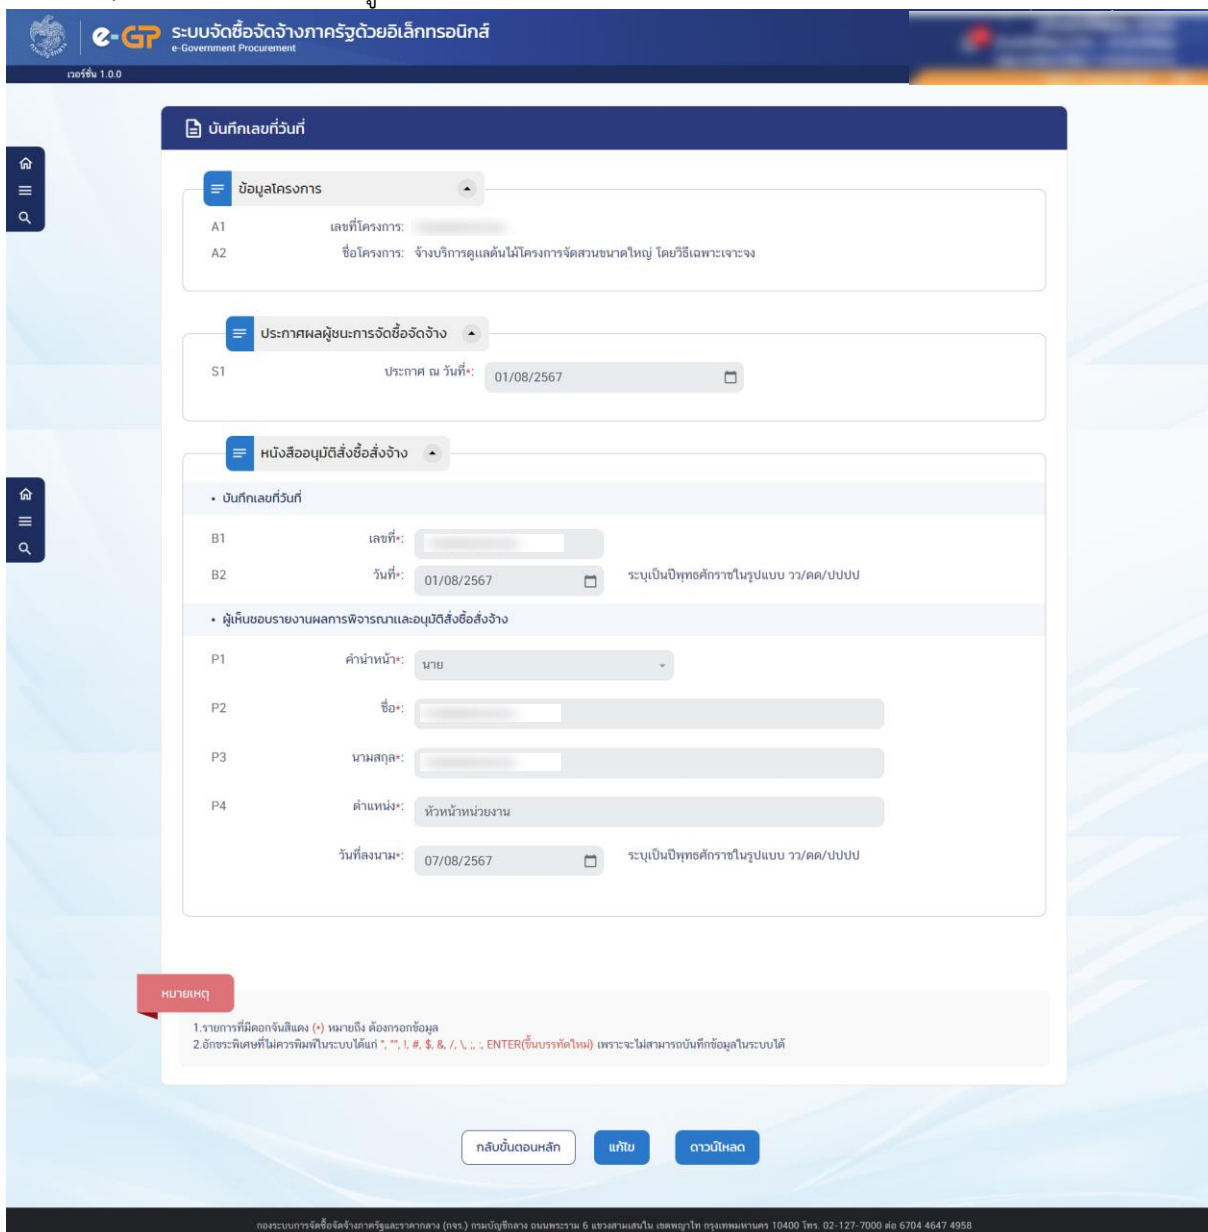 e-GP ระบบจัดซื้อจัดจ้างภาครัฐด้วยอิเล็กทรอนิกส์
e-Government Procurement
เวอร์ชั่น 1.0.0
บันทึกเลขที่วันที่
ข้อมูลโครงการ
A1 เลขที่โครงการ:
A2 ชื่อโครงการ: จ้างบริการดูแลต้นไม้โครงการจัดสวนขนาดใหญ่ โดยวิธีเฉพาะเจาะจง
ประกาศผลผู้ชนะการจัดซื้อจัดจ้าง
S1 ประกาศ ณ วันที่*: 01/08/2567
หนังสืออนุมัติสั่งซื้อสั่งจ้าง
• บันทึกเลขที่วันที่
B1 เลขที่*:
B2 วันที่*: 01/08/2567 ระบุเป็นปีพุทธศักราชในรูปแบบ วว/ดด/ปปปป
• ผู้เห็นชอบรายงานผลการพิจารณาและอนุมัติสั่งซื้อสั่งจ้าง
P1 คำนำหน้า*: นาย
P2 ชื่อ*:
P3 นามสกุล*:
P4 ตำแหน่ง*: หัวหน้าหน่วยงาน
วันที่ลงนาม*: 07/08/2567 ระบุเป็นปีพุทธศักราชในรูปแบบ วว/ดด/ปปปป
หมายเหตุ
1.รายการที่มีดอกจันสีแดง (*) หมายถึง ต้องกรอกข้อมูล
2.อักขระพิเศษที่ไม่ควรพิมพ์ในระบบได้แก่ ", "", !, #, $, &, /, \, ;, :, ENTER(ขึ้นบรรทัดใหม่) เพราะจะไม่สามารถบันทึกข้อมูลในระบบได้
กลับขั้นตอนหลัก แก้ไข ดาวน์โหลด
กองระบบการจัดซื้อจัดจ้างภาครัฐและราคากลาง (กจร.) กรมบัญชีกลาง ถนนพระราม 6 แขวงสามเสนใน เขตพญาไท กรุงเทพมหานคร 10400 โทร. 02-127-7000 ต่อ 6704 4647 4958